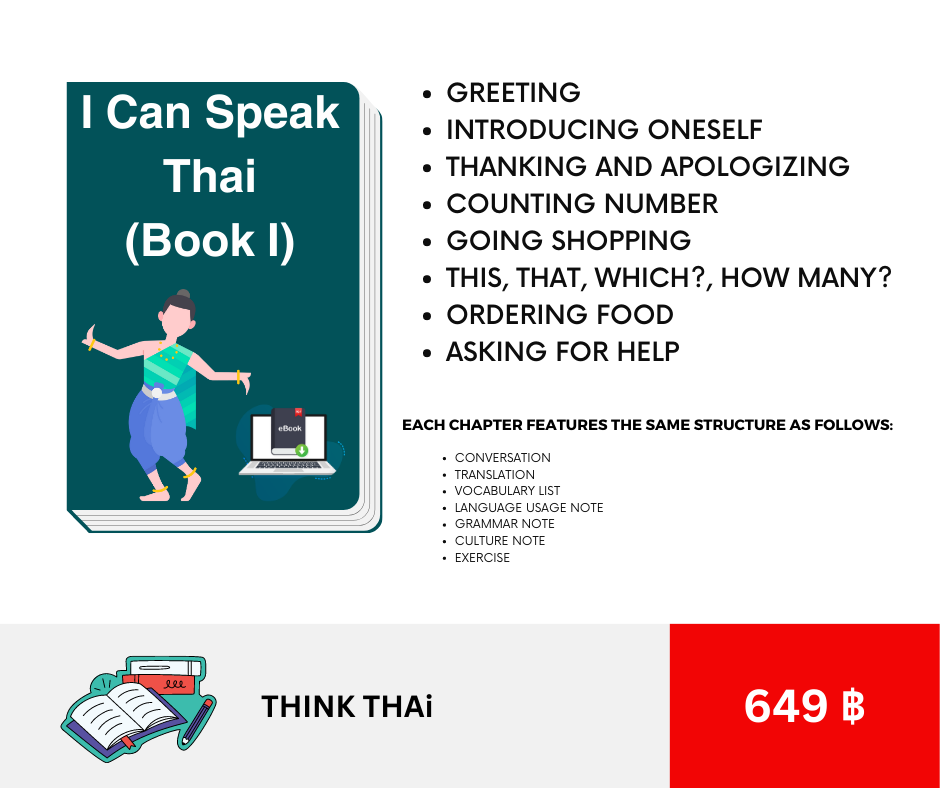 I Can Speak
Thai
(Book I)
eBook
GREETING
INTRODUCING ONESELF
THANKING AND APOLOGIZING
COUNTING NUMBER
GOING SHOPPING
THIS, THAT, WHICH?, HOW MANY?
ORDERING FOOD
ASKING FOR HELP
EACH CHAPTER FEATURES THE SAME STRUCTURE AS FOLLOWS:
CONVERSATION
TRANSLATION
VOCABULARY LIST
LANGUAGE USAGE NOTE
GRAMMAR NOTE
CULTURE NOTE
EXERCISE
THINK THAi
649 ฿